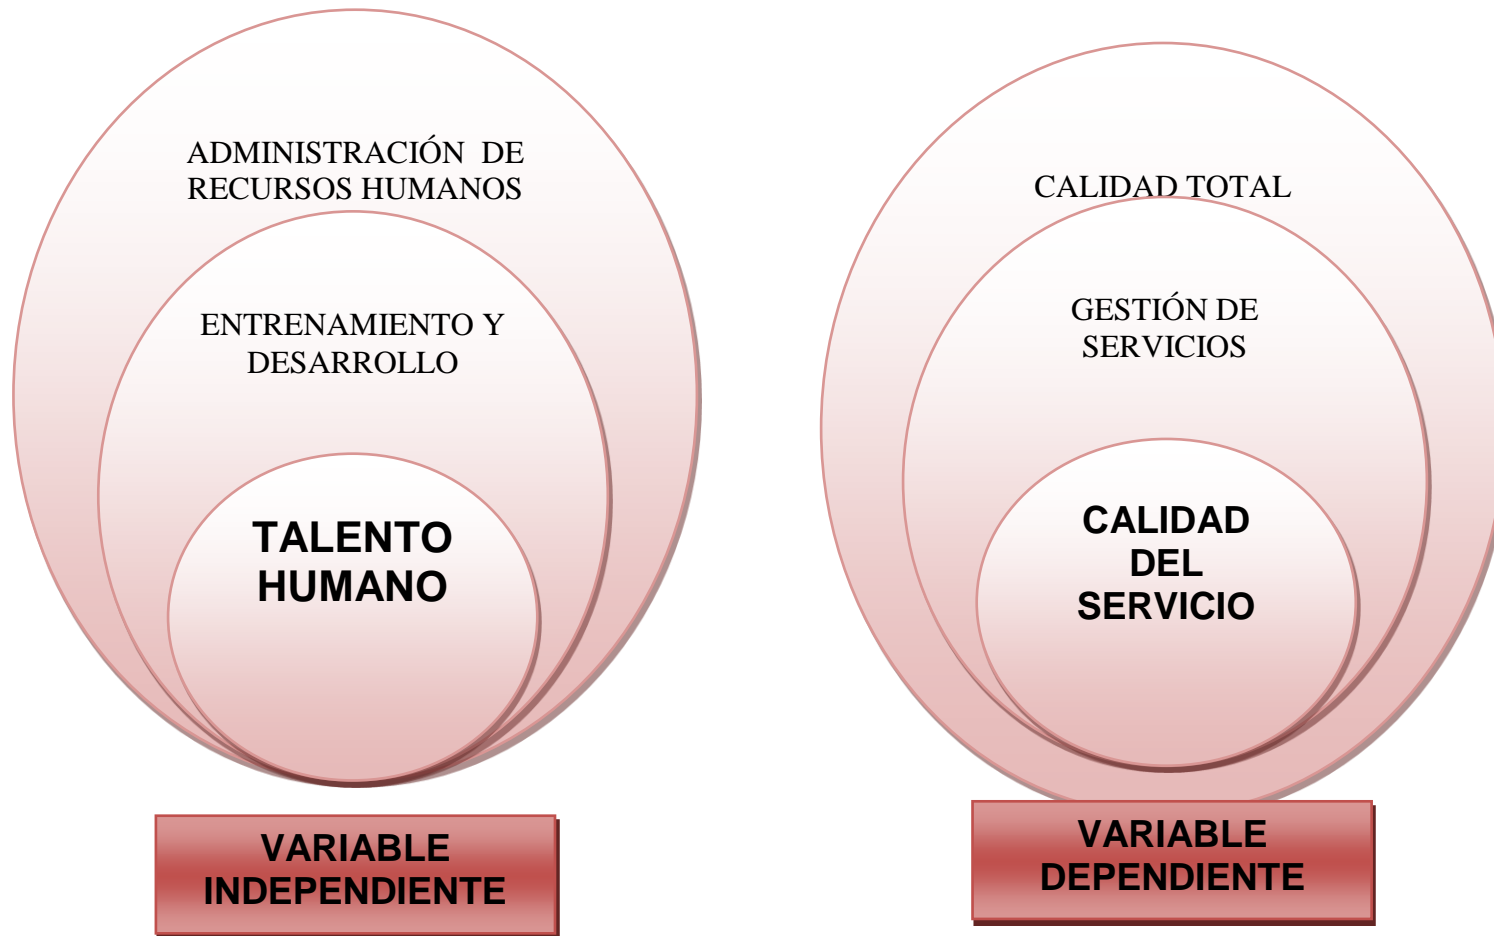 ADMINISTRACIÓN DE
RECURSOS HUMANOS
ENTRENAMIENTO Y
DESARROLLO
TALENTO
HUMANO
VARIABLE
INDEPENDIENTE
CALIDAD TOTAL
GESTIÓN DE
SERVICIOS
CALIDAD
DEL
SERVICIO
VARIABLE
DEPENDIENTE